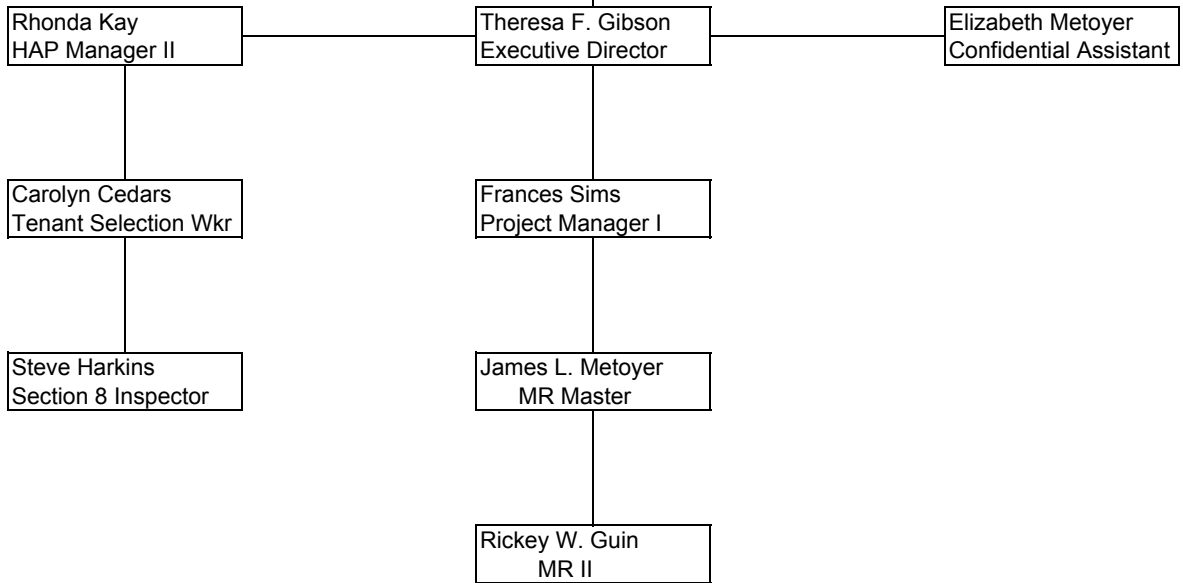 Rhonda Kay
HAP Manager II
Theresa F. Gibson
Executive Director
Elizabeth Metoyer
Confidential Assistant
Carolyn Cedars
Tenant Selection Wkr
Frances Sims
Project Manager I
Steve Harkins
Section 8 Inspector
James L. Metoyer
MR Master
Rickey W. Guin
MR II